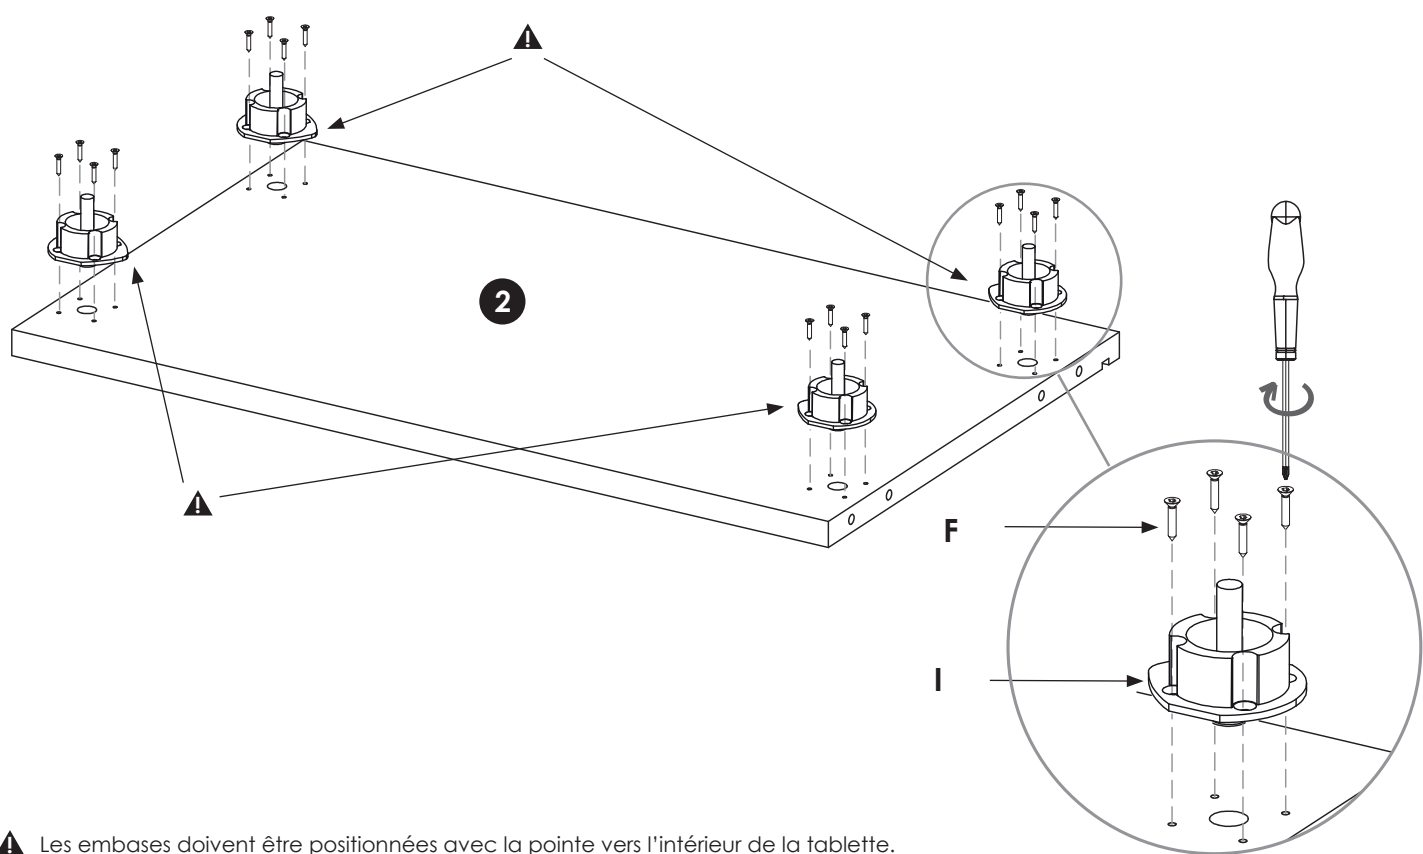 2
F
I
Les embases doivent être positionnées avec la pointe vers l'intérieur de la tablette.